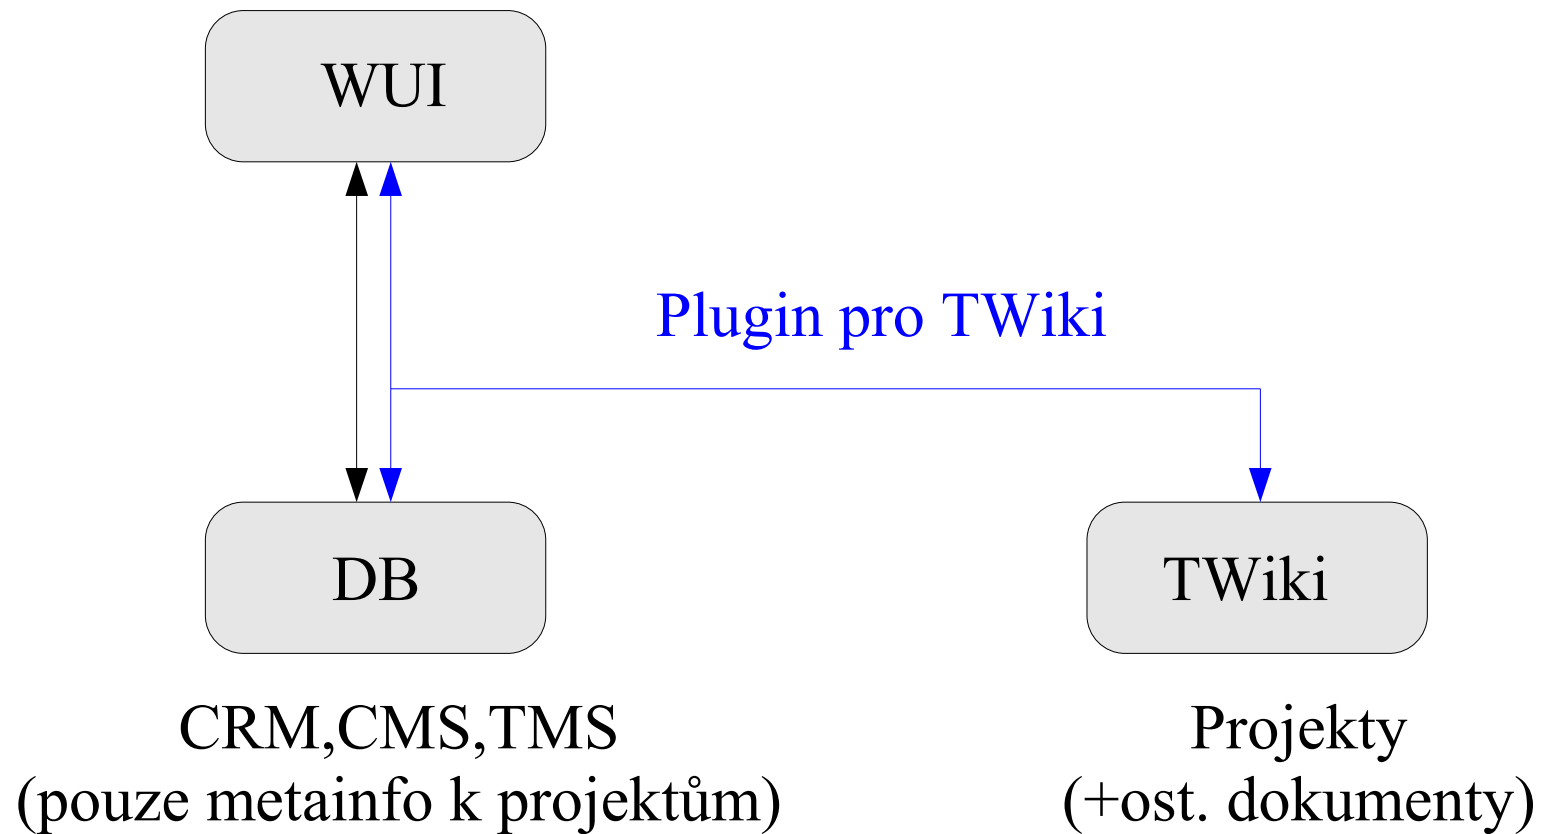 WUI
Plugin pro TWiki
DB
TWiki
CRM,CMS,TMS
(pouze metainfo k projektům)
Projekty
(+ost. dokumenty)